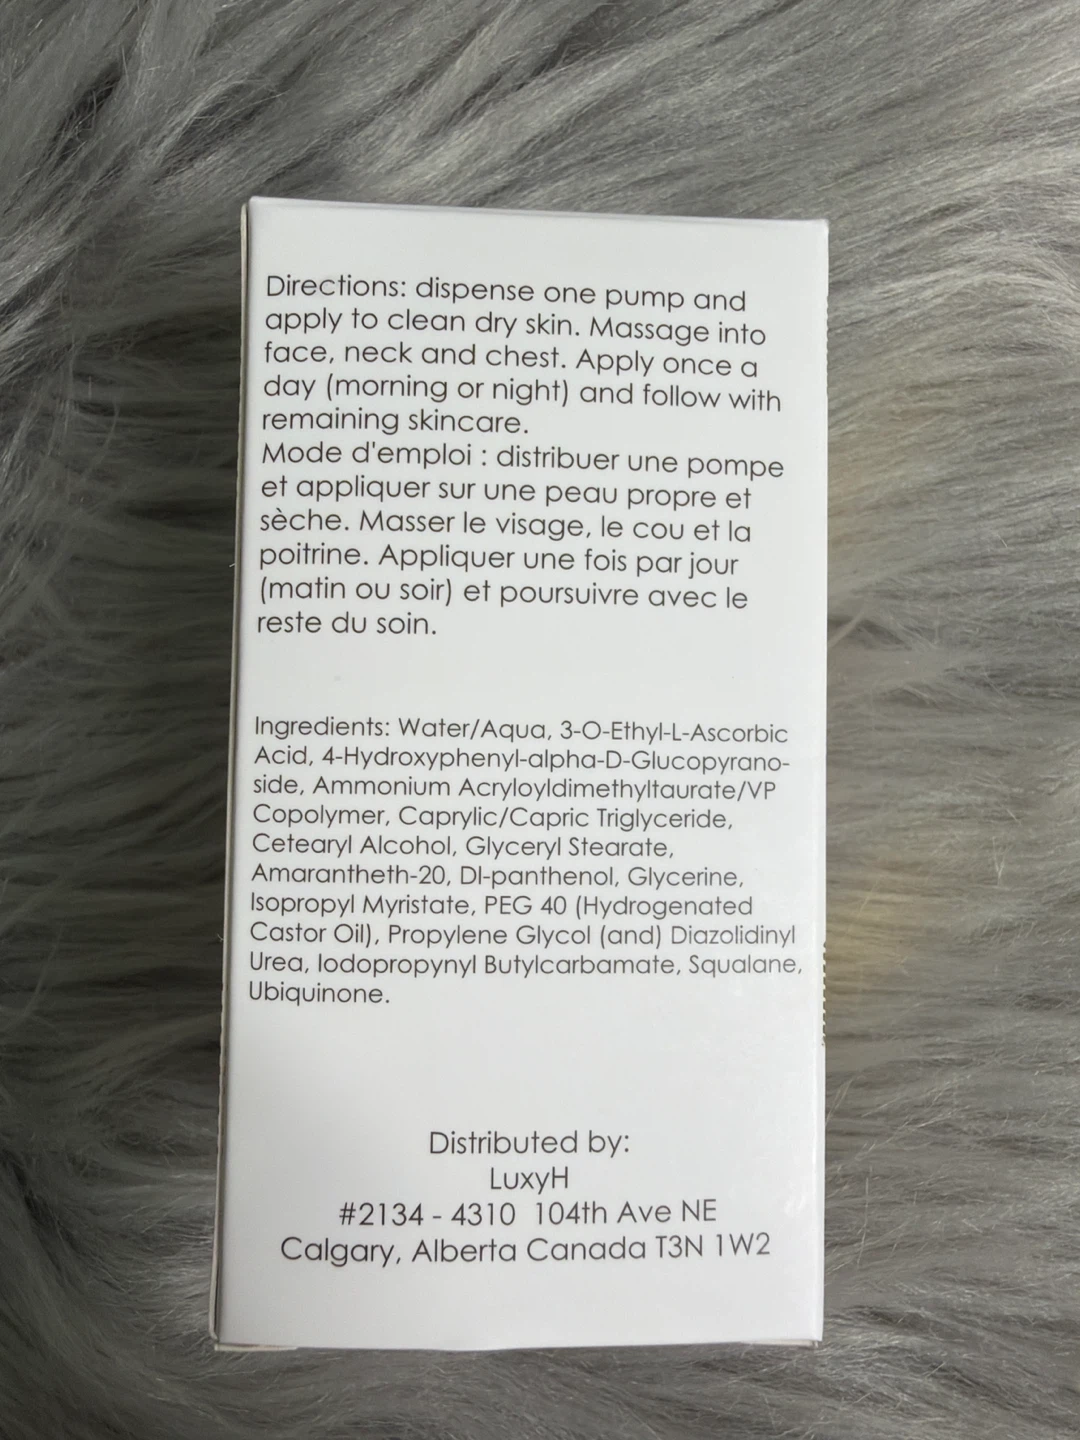 Directions: dispense one pump and
apply to clean dry skin. Massage into
face, neck and chest. Apply once a
day (morning or night) and follow with
remaining skincare.
Mode d'emploi : distribuer une pompe
et appliquer sur une peau propre et
sèche. Masser le visage, le cou et la
poitrine. Appliquer une fois par jour
(matin ou soir) et poursuivre avec le
reste du soin.
Ingredients: Water/Aqua, 3-O-Ethyl-L-Ascorbic
Acid, 4-Hydroxyphenyl-alpha-D-Glucopyrano-
side, Ammonium Acryloyldimethyltaurate/VP
Copolymer, Caprylic/Capric Triglyceride,
Cetearyl Alcohol, Glyceryl Stearate,
Amarantheth-20, Dl-panthenol, Glycerine,
Isopropyl Myristate, PEG 40 (Hydrogenated
Castor Oil), Propylene Glycol (and) Diazolidinyl
Urea, Iodopropynyl Butylcarbamate, Squalane,
Ubiquinone.
Distributed by:
LuxyH
#2134 - 4310 104th Ave NE
Calgary, Alberta Canada T3N 1W2